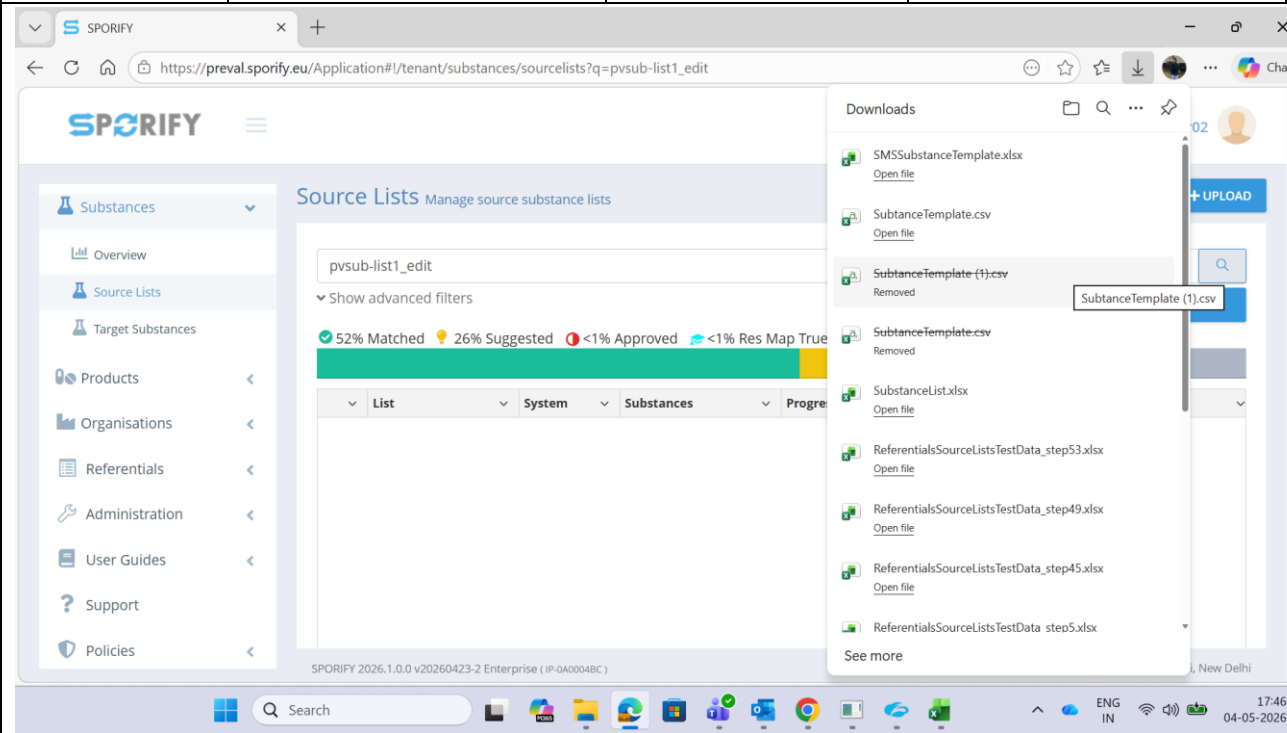 SPORIFY
https://preval.sporify.eu/Application#!/tenant/substances/sourcelists?q=pvsub-list1_edit
Cha
SPORIFY
Downloads
r02
SMSSubstanceTemplate.xlsx
Open file
SubtanceTemplate.csv
Open file
SubtanceTemplate (1).csv
Removed
SubtanceTemplate (1).csv
SubtanceTemplate.csv
Removed
SubstanceList.xlsx
Open file
ReferentialsSourceListsTestData_step53.xlsx
Open file
ReferentialsSourceListsTestData_step49.xlsx
Open file
ReferentialsSourceListsTestData_step45.xlsx
Open file
ReferentialsSourceListsTestData_step5.xlsx
See more
Substances
Overview
Source Lists
Target Substances
Products
Organisations
Referentials
Administration
User Guides
Support
Policies
Source Lists Manage source substance lists
+ UPLOAD
pvsub-list1_edit
Show advanced filters
52% Matched 26% Suggested <1% Approved <1% Res Map True
List System Substances Progre
SPORIFY 2026.1.0.0 v20260423-2 Enterprise ( IP-0A0004BC )
i, New Delhi
Search
M365
ENG
IN
17:46
04-05-2026